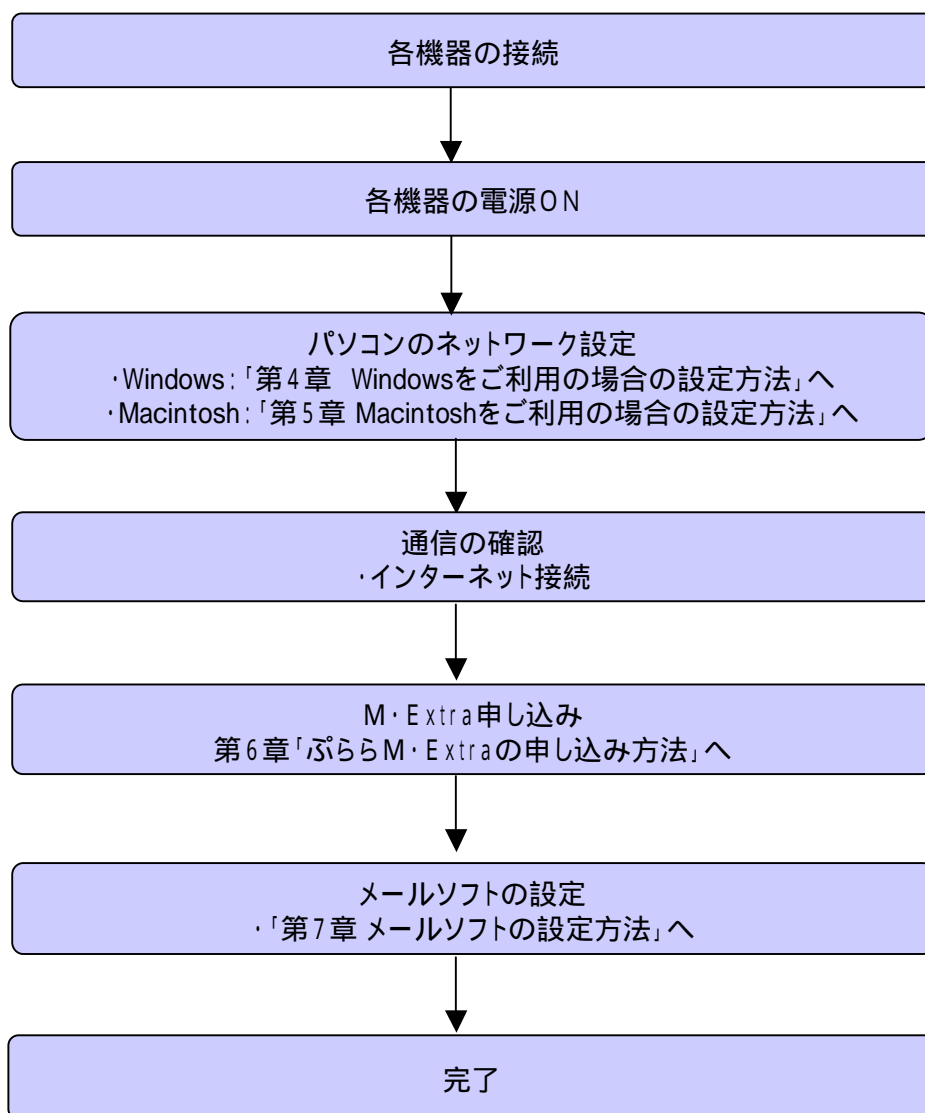 各機器の接続
各機器の電源ON
パソコンのネットワーク設定
・Windows:「第4章 Windowsをご利用の場合の設定方法」へ
・Macintosh:「第5章 Macintoshをご利用の場合の設定方法」へ
通信の確認
・インターネット接続
M・Extra申し込み
第6章「ぷららM・Extraの申し込み方法」へ
メールソフトの設定
・「第7章 メールソフトの設定方法」へ
完了